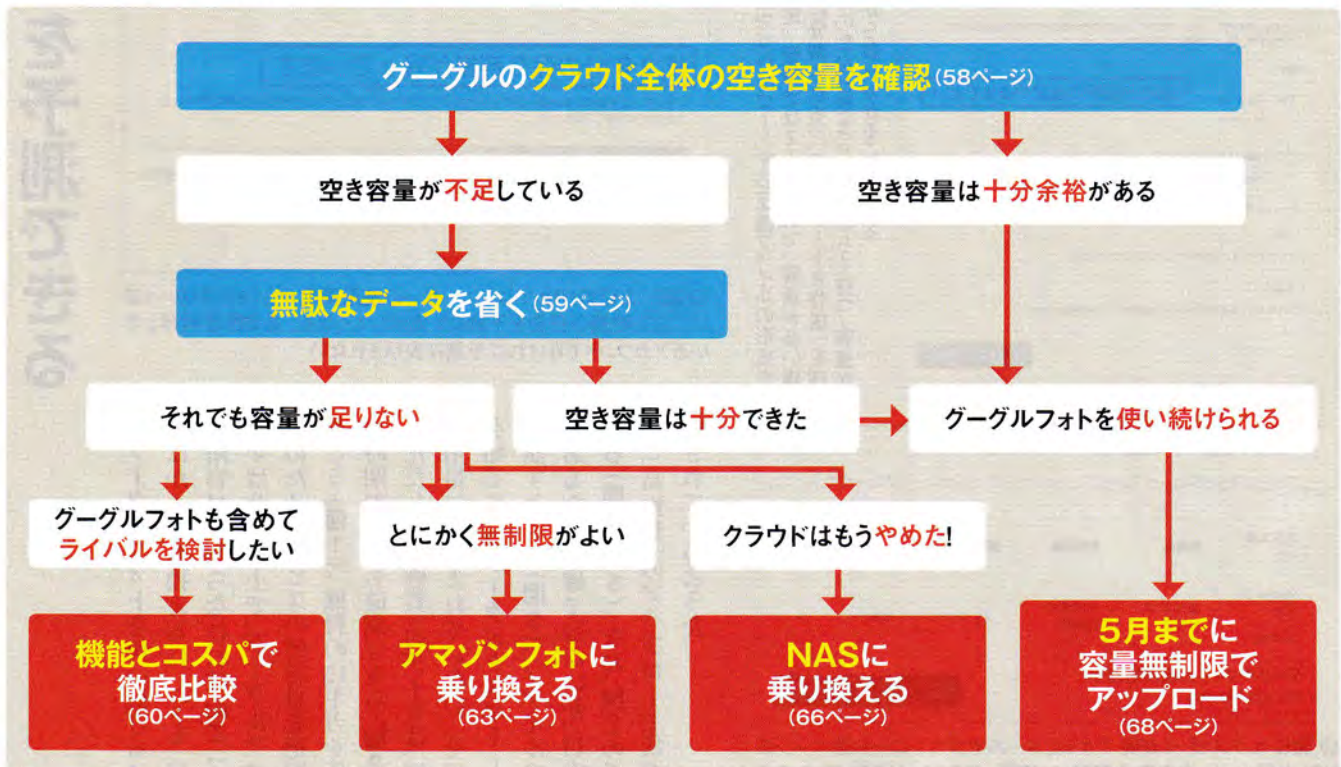 グーグルのクラウド全体の空き容量を確認(58ページ)
空き容量が不足している
空き容量は十分余裕がある
無駄なデータを省く(59ページ)
それでも容量が足りない
空き容量は十分できた
グーグルフォトを使い続けられる
グーグルフォトも含めて
ライバルを検討したい
とにかく無制限がよい
クラウドはもうやめた!
機能とコスパで
徹底比較
(60ページ)
アマゾンフォトに
乗り換える
(63ページ)
NASに
乗り換える
(66ページ)
5月までに
容量無制限で
アップロード
(68ページ)